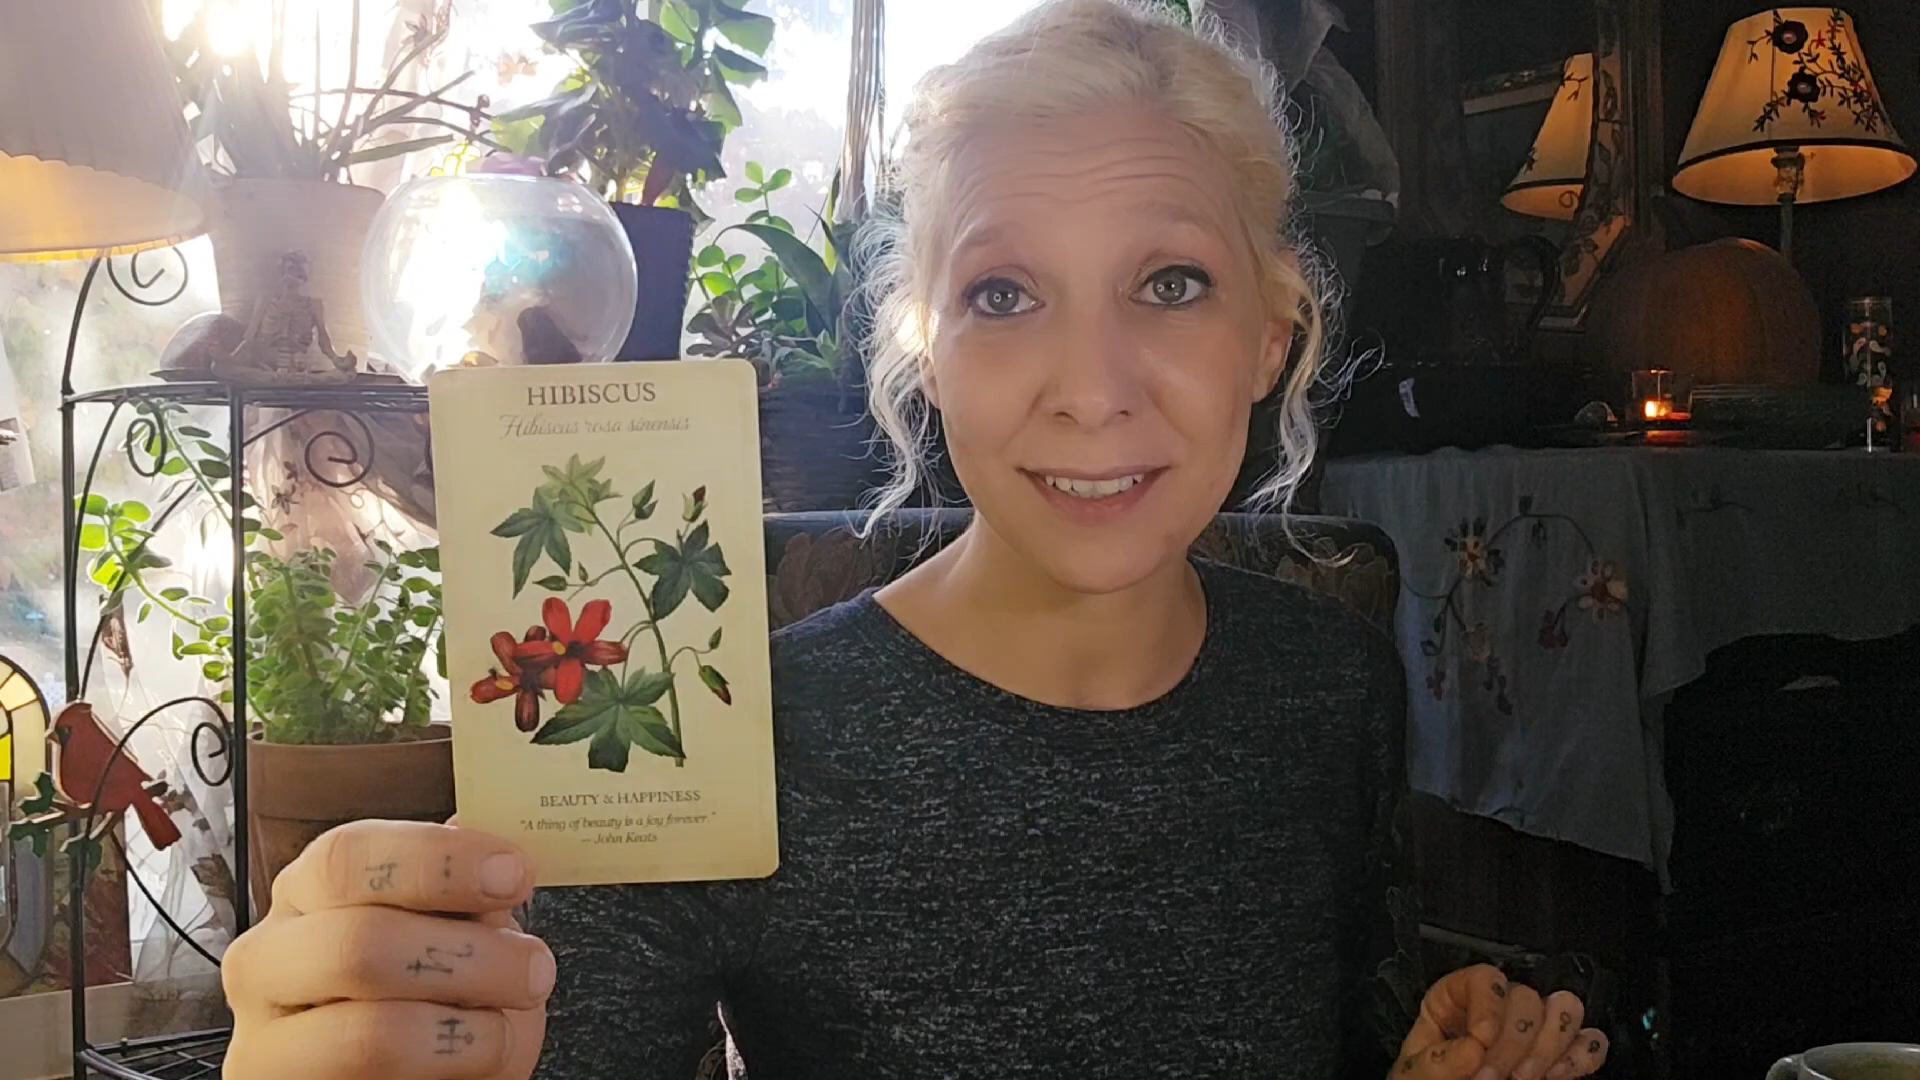 HIBISCUS
Hibiscus rosa sinensis
BEAUTY & HAPPINESS
"A thing of beauty is a joy forever."
— John Keats